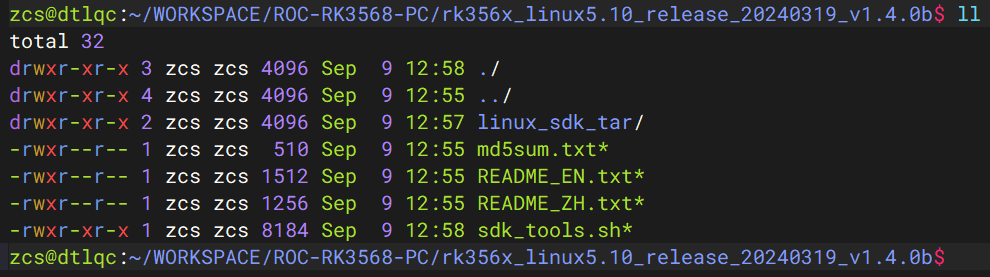 zcs@dtlqc:~/WORKSPACE/ROC-RK3568-PC/rk356x_linux5.10_release_20240319_v1.4.0b$ ll
total 32
drwxr-xr-x 3 zcs zcs 4096 Sep  9 12:58 ./
drwxr-xr-x 4 zcs zcs 4096 Sep  9 12:55 ../
drwxr-xr-x 2 zcs zcs 4096 Sep  9 12:57 linux_sdk_tar/
-rwxr--r-- 1 zcs zcs  510 Sep  9 12:55 md5sum.txt*
-rwxr--r-- 1 zcs zcs 1512 Sep  9 12:55 README_EN.txt*
-rwxr--r-- 1 zcs zcs 1256 Sep  9 12:55 README_ZH.txt*
-rwxr-xr-x 1 zcs zcs 8184 Sep  9 12:58 sdk_tools.sh*
zcs@dtlqc:~/WORKSPACE/ROC-RK3568-PC/rk356x_linux5.10_release_20240319_v1.4.0b$